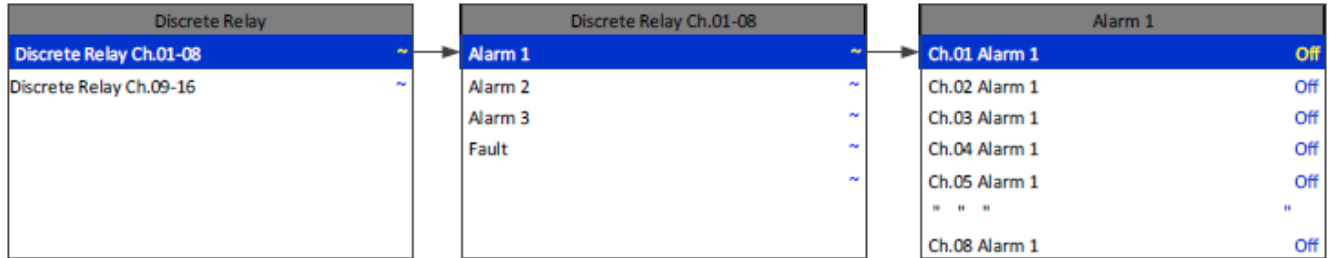 Discrete Relay
Discrete Relay Ch.01-08 ~
Discrete Relay Ch.09-16 ~
Discrete Relay Ch.01-08
Alarm 1 ~
Alarm 2 ~
Alarm 3 ~
Fault ~
~
Alarm 1
Ch.01 Alarm 1 Off
Ch.02 Alarm 1 Off
Ch.03 Alarm 1 Off
Ch.04 Alarm 1 Off
Ch.05 Alarm 1 Off
" " " "
Ch.08 Alarm 1 Off